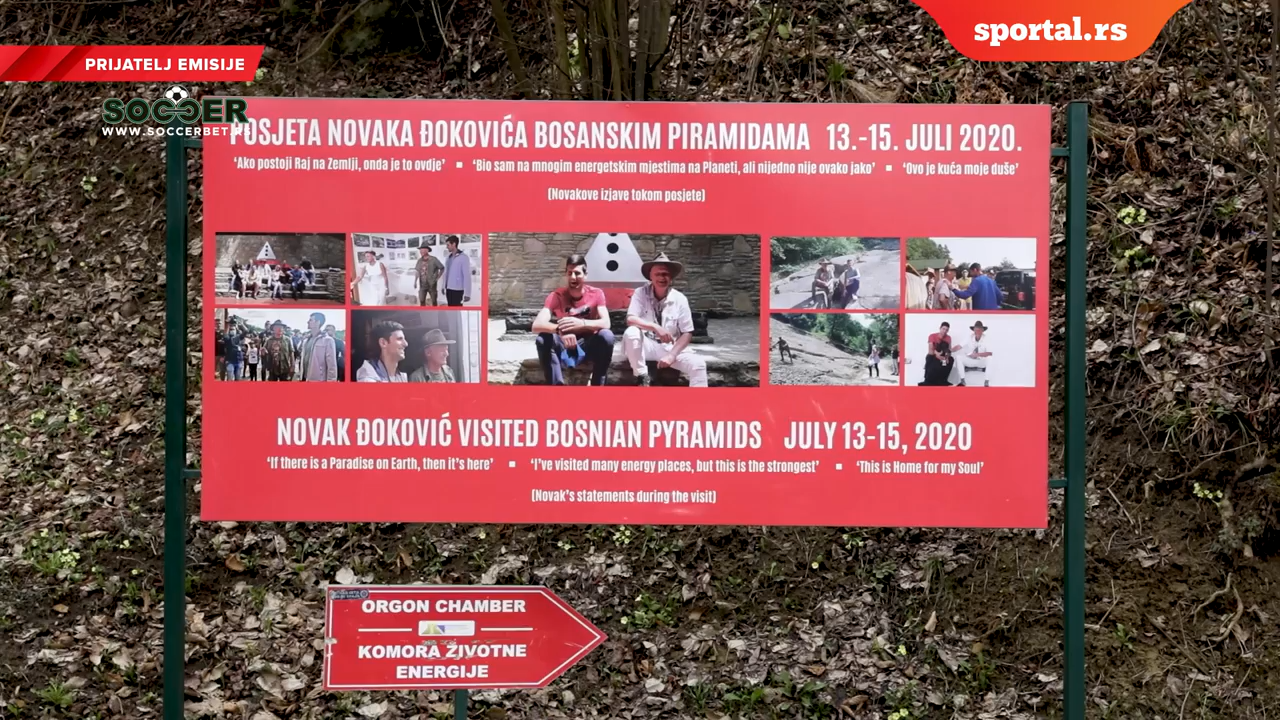 sportal.rs
PRIJATELJ EMISIJE
SOCCER
WWW.SOCCERBET.RS
POSJETA NOVAKA ĐOKOVIĆA BOSANSKIM PIRAMIDAMA 13.-15. JULI 2020.
‘Ako postoji Raj na Zemlji, onda je to ovdje’ ▪ ‘Bio sam na mnogim energetskim mjestima na Planeti, ali nijedno nije ovako jako’ ▪ ‘Ovo je kuća moje duše’
(Novakove izjave tokom posjete)
NOVAK ĐOKOVIĆ VISITED BOSNIAN PYRAMIDS JULY 13-15, 2020
‘If there is a Paradise on Earth, then it’s here’ ▪ ‘I’ve visited many energy places, but this is the strongest’ ▪ ‘This is Home for my Soul’
(Novak’s statements during the visit)
ORGON CHAMBER
KOMORA ŽIVOTNE
ENERGIJE